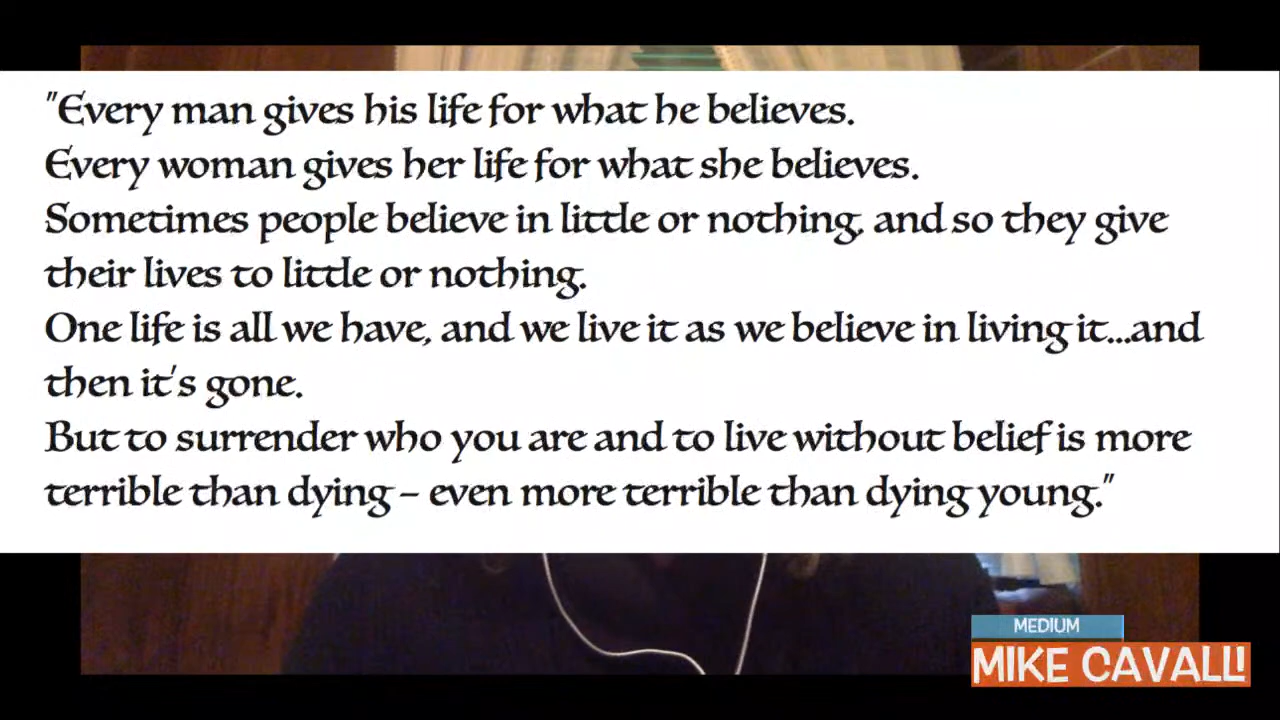 "Every man gives his life for what he believes.
Every woman gives her life for what she believes.
Sometimes people believe in little or nothing, and so they give
their lives to little or nothing.
One life is all we have, and we live it as we believe in living it...and
then it's gone.
But to surrender who you are and to live without belief is more
terrible than dying – even more terrible than dying young."
MEDIUM
MIKE CAVALLI